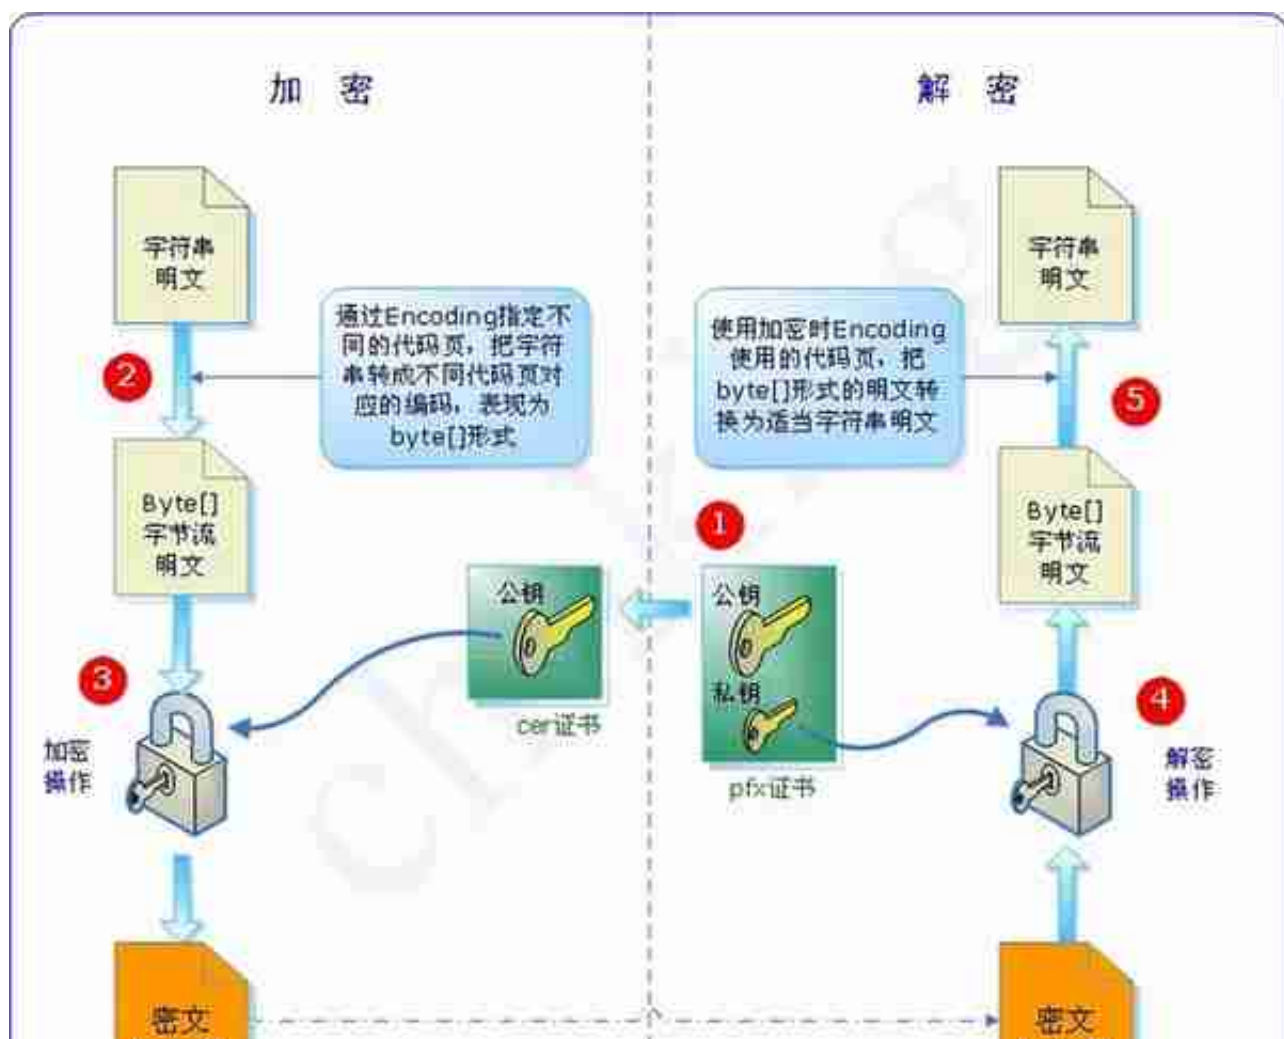 加 密
解 密
字符串
明文
通过Encoding指定不
同的代码页，把字符
串转成不同代码页对
应的编码，表现为
byte[]形式
2
Byte[]
字节流
明文
3
加密
操作
密文
公钥
cer证书
1
公钥
私钥
pfx证书
使用加密时Encoding
使用的代码页，把
byte[]形式的明文转
换为适当字符串明文
字符串
明文
5
Byte[]
字节流
明文
4
解密
操作
密文